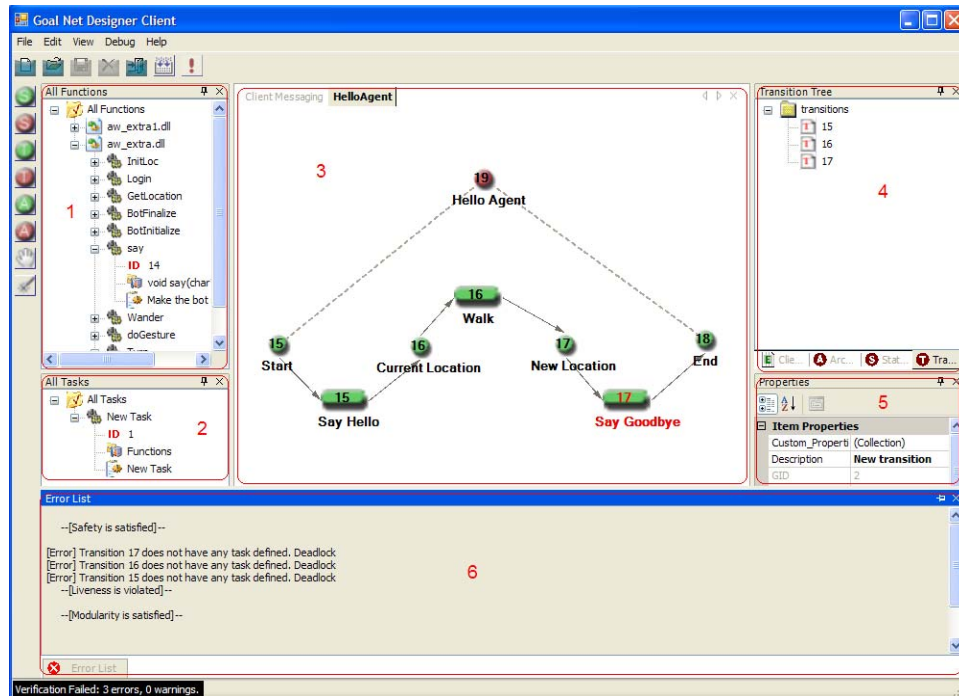 Goal Net Designer Client
File Edit View Debug Help
All Functions
All Functions
aw_extra1.dll
aw_extra.dll
InitLoc
Login
GetLocation
BotFinalize
BotInitialize
say
ID 14
void say(char
Make the bot
Wander
doGesture
1
All Tasks
All Tasks
New Task
ID 1
Functions
New Task
2
Client Messaging HelloAgent
3
19
Hello Agent
16
Walk
15
Start
16
Current Location
17
New Location
18
End
15
Say Hello
17
Say Goodbye
Transition Tree
transitions
15
16
17
4
E Clie... A Arc... S Stat... T Tra...
Properties
5
Item Properties
Custom_Properti (Collection)
Description New transition
GID 2
Error List
--[Safety is satisfied]--
[Error] Transition 17 does not have any task defined. Deadlock
[Error] Transition 16 does not have any task defined. Deadlock
[Error] Transition 15 does not have any task defined. Deadlock
--[Liveness is violated]--
--[Modularity is satisfied]--
6
Error List
Verification Failed: 3 errors, 0 warnings.